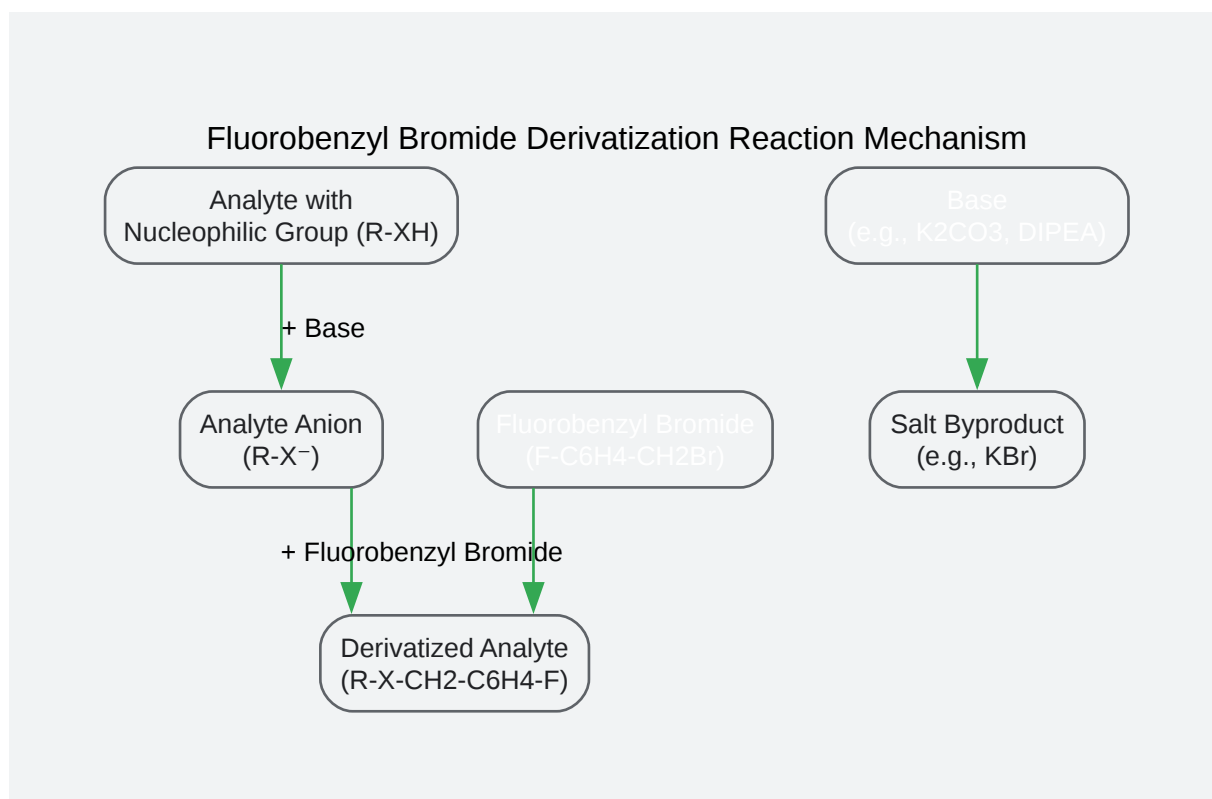 Fluorobenzyl Bromide Derivatization Reaction Mechanism
Analyte with
Nucleophilic Group (R-XH)
Base
(e.g., K2CO3, DIPEA)
+ Base
Analyte Anion
(R-X⁻)
Fluorobenzyl Bromide
(F-C6H4-CH2Br)
Salt Byproduct
(e.g., KBr)
+ Fluorobenzyl Bromide
Derivatized Analyte
(R-X-CH2-C6H4-F)